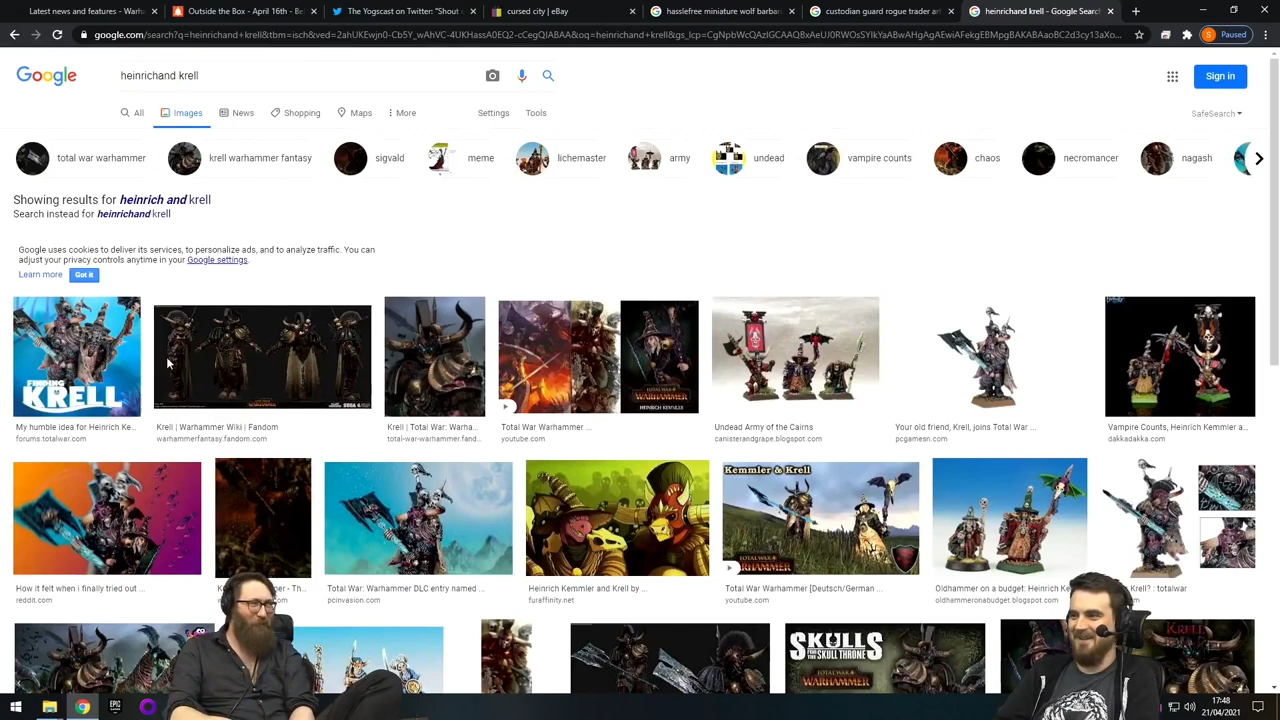 Latest news and features - Warh
Outside the Box - April 16th - Bel
The Yogscast on Twitter: "Shout o
cursed city | eBay
hasslefree miniature wolf barbar
custodian guard rogue trader art
heinrichand krell - Google Search
google.com/search?q=heinrichand+krell&tbm=isch&ved=
Paused
Google
heinrichand krell
Sign in
All
Images
News
Shopping
Maps
More
Settings
Tools
SafeSearch
total war warhammer
krell warhammer fantasy
sigvald
meme
lichemaster
army
undead
vampire counts
chaos
necromancer
nagash
Showing results for heinrich and krell
Search instead for heinrichand krell
Google uses cookies to deliver its services, to personalize ads, and to analyze traffic. You can
adjust your privacy controls anytime in your Google settings.
Learn more
Got it
FINDING
KRELL
WARHAMMER
HEINRICH KEMMLER
My humble idea for Heinrich Ke...
forums.totalwar.com
Krell | Warhammer Wiki | Fandom
warhammerfantasy.fandom.com
Krell | Total War: Warha...
total-war-warhammer.fand...
Total War Warhammer ...
youtube.com
Undead Army of the Cairns
canisterandgrape.blogspot.com
Your old friend, Krell, joins Total War ...
pcgamesn.com
Vampire Counts, Heinrich Kemmler a...
dakkadakka.com
Kemmler & Krell
How it felt when i finally tried out ...
reddit.com
Total War: Warhammer DLC entry named ...
pcinvasion.com
Heinrich Kemmler and Krell by ...
furaffinity.net
Total War Warhammer [Deutsch/German ...
youtube.com
Oldhammer on a budget: Heinrich Ke
oldhammeronabudget.blogspot.com
Krell? : totalwar
SKULLS
FOR THE SKULL THRONE
WARHAMMER
KRELL
EPIC
17:48
21/04/2021